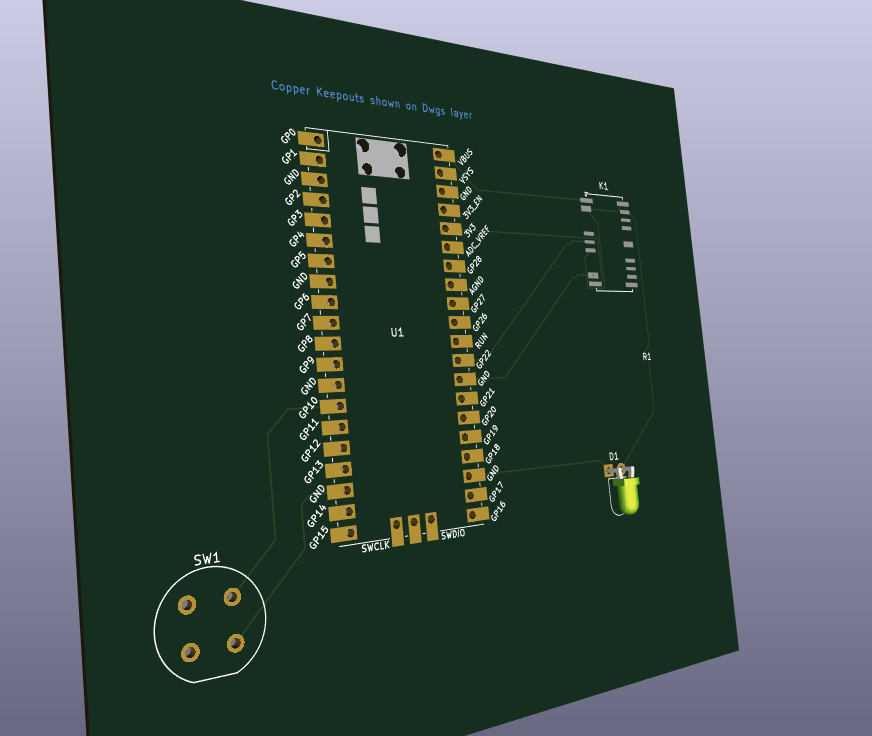 Copper Keepouts shown on Dwgs layer
GP0
GP1
GND
GP2
GP3
GP4
GP5
GND
GP6
GP7
GP8
GP9
GND
GP10
GP11
GP12
GP13
GND
GP14
GP15
U1
SWCLK
SWDIO
VBUS
VSYS
GND
3V3_EN
3V3
ADC_VREF
GP28
AGND
GP27
GP26
RUN
GP22
GND
GP21
GP20
GP19
GP18
GND
GP17
GP16
K1
R1
D1
SW1